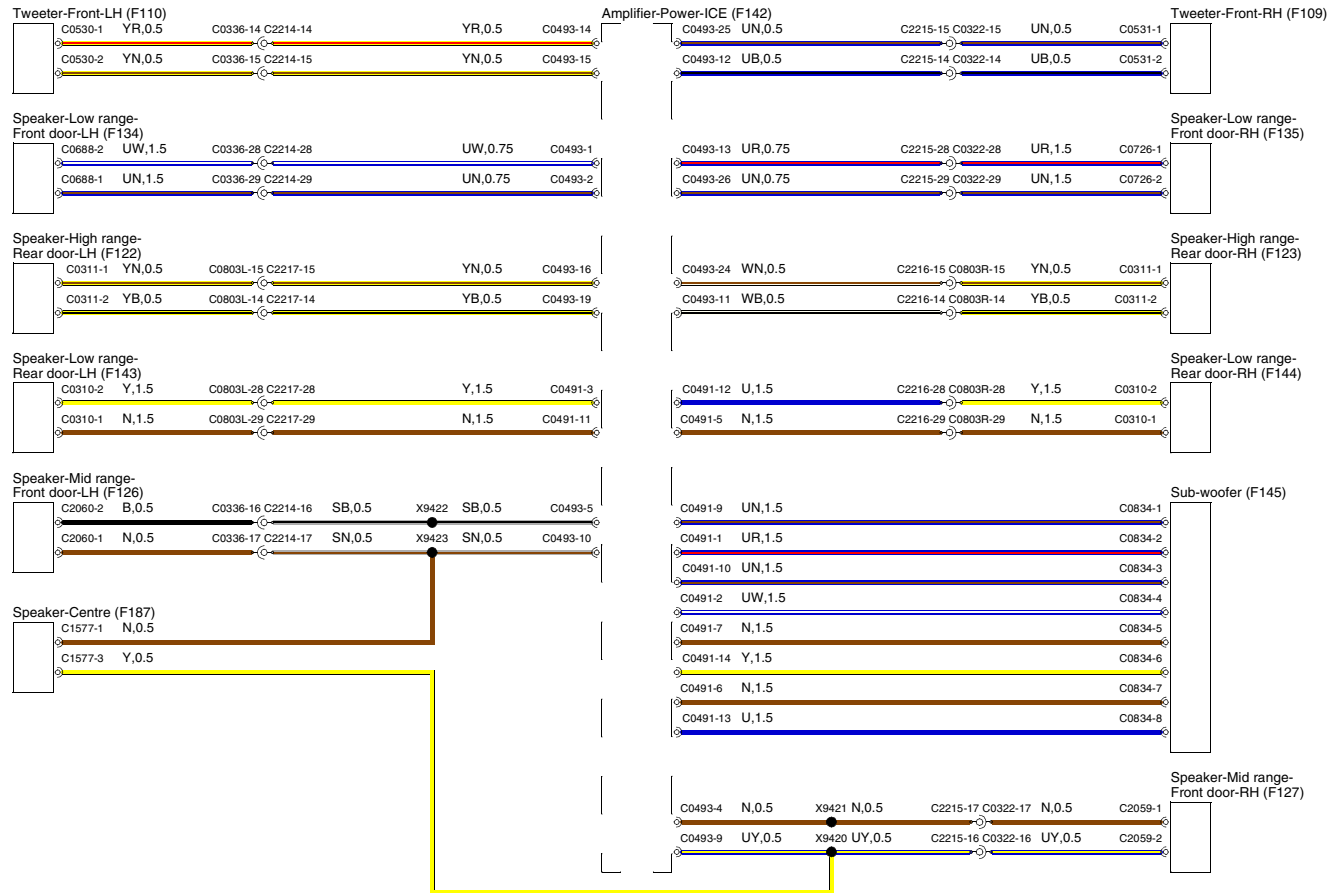 Tweeter-Front-LH (F110)
Amplifier-Power-ICE (F142)
Tweeter-Front-RH (F109)
C0530-1 YR,0.5 C0336-14 C2214-14 YR,0.5 C0493-14
C0493-25 UN,0.5 C2215-15 C0322-15 UN,0.5 C0531-1
C0530-2 YN,0.5 C0336-15 C2214-15 YN,0.5 C0493-15
C0493-12 UB,0.5 C2215-14 C0322-14 UB,0.5 C0531-2
Speaker-Low range-
Front door-LH (F134)
Speaker-Low range-
Front door-RH (F135)
C0688-2 UW,1.5 C0336-28 C2214-28 UW,0.75 C0493-1
C0493-13 UR,0.75 C2215-28 C0322-28 UR,1.5 C0726-1
C0688-1 UN,1.5 C0336-29 C2214-29 UN,0.75 C0493-2
C0493-26 UN,0.75 C2215-29 C0322-29 UN,1.5 C0726-2
Speaker-High range-
Rear door-LH (F122)
Speaker-High range-
Rear door-RH (F123)
C0311-1 YN,0.5 C0803L-15 C2217-15 YN,0.5 C0493-16
C0493-24 WN,0.5 C2216-15 C0803R-15 YN,0.5 C0311-1
C0311-2 YB,0.5 C0803L-14 C2217-14 YB,0.5 C0493-19
C0493-11 WB,0.5 C2216-14 C0803R-14 YB,0.5 C0311-2
Speaker-Low range-
Rear door-LH (F143)
Speaker-Low range-
Rear door-RH (F144)
C0310-2 Y,1.5 C0803L-28 C2217-28 Y,1.5 C0491-3
C0491-12 U,1.5 C2216-28 C0803R-28 Y,1.5 C0310-2
C0310-1 N,1.5 C0803L-29 C2217-29 N,1.5 C0491-11
C0491-5 N,1.5 C2216-29 C0803R-29 N,1.5 C0310-1
Speaker-Mid range-
Front door-LH (F126)
Sub-woofer (F145)
C2060-2 B,0.5 C0336-16 C2214-16 SB,0.5 X9422 SB,0.5 C0493-5
C0491-9 UN,1.5 C0834-1
C2060-1 N,0.5 C0336-17 C2214-17 SN,0.5 X9423 SN,0.5 C0493-10
C0491-1 UR,1.5 C0834-2
C0491-10 UN,1.5 C0834-3
C0491-2 UW,1.5 C0834-4
Speaker-Centre (F187)
C1577-1 N,0.5
C0491-7 N,1.5 C0834-5
C1577-3 Y,0.5
C0491-14 Y,1.5 C0834-6
C0491-6 N,1.5 C0834-7
C0491-13 U,1.5 C0834-8
Speaker-Mid range-
Front door-RH (F127)
C0493-4 N,0.5 X9421 N,0.5 C2215-17 C0322-17 N,0.5 C2059-1
C0493-9 UY,0.5 X9420 UY,0.5 C2215-16 C0322-16 UY,0.5 C2059-2